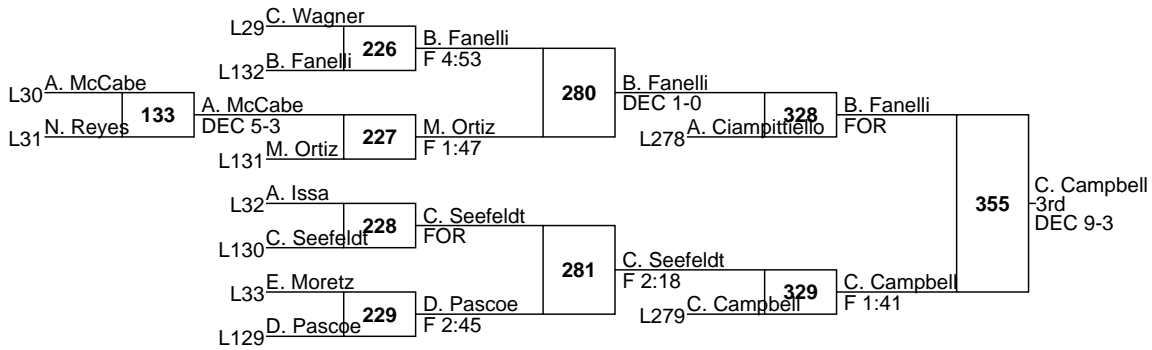 L29 C. Wagner
226
B. Fanelli
F 4:53
L132 B. Fanelli
L30 A. McCabe
133
A. McCabe
DEC 5-3
L31 N. Reyes
227
M. Ortiz
F 1:47
L131 M. Ortiz
280
B. Fanelli
DEC 1-0
328
B. Fanelli
FOR
L278 A. Ciampittiello
L32 A. Issa
228
C. Seefeldt
FOR
L130 C. Seefeldt
281
C. Seefeldt
F 2:18
L33 E. Moretz
229
D. Pascoe
F 2:45
L129 D. Pascoe
329
C. Campbell
F 1:41
L279 C. Campbell
355
C. Campbell
3rd
DEC 9-3